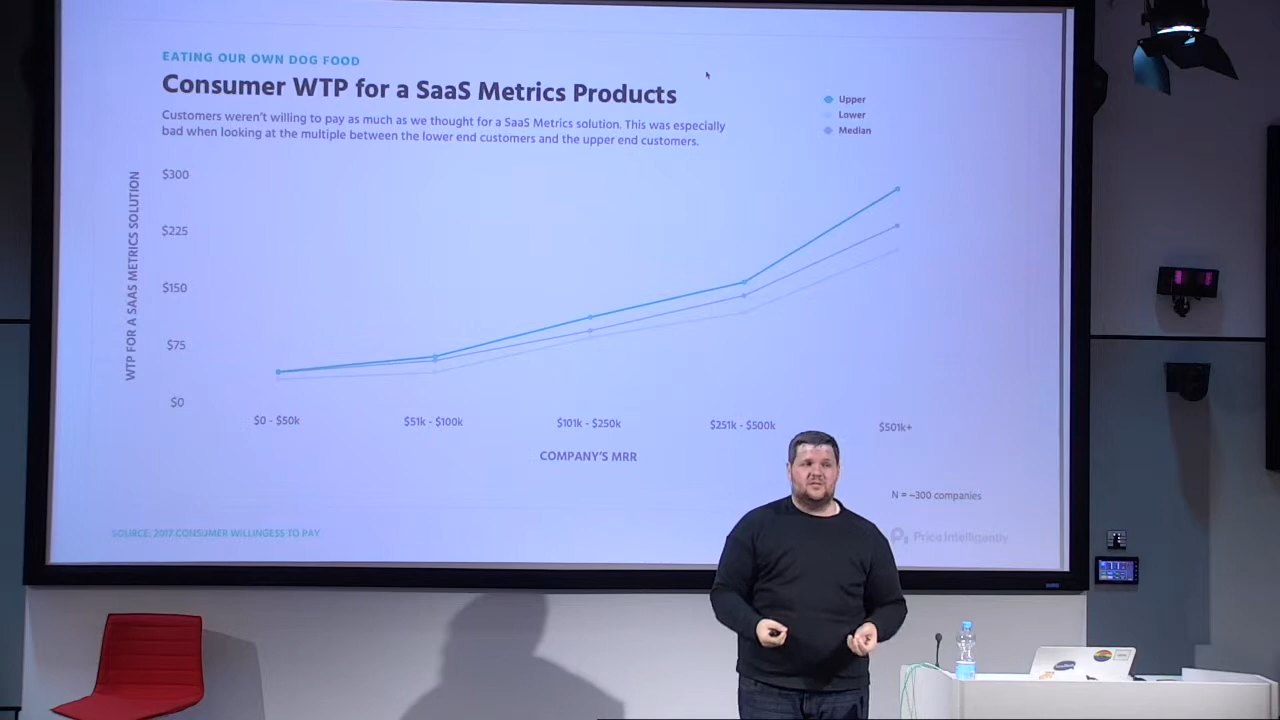 EATING OUR OWN DOG FOOD
Consumer WTP for a SaaS Metrics Products
Customers weren't willing to pay as much as we thought for a SaaS Metrics solution. This was especially
bad when looking at the multiple between the lower end customers and the upper end customers.
Upper
Lower
Median
WTP FOR A SAAS METRICS SOLUTION
$300
$225
$150
$75
$0
$0 - $50k
$51k - $100k
$101k - $250k
$251k - $500k
$501k+
COMPANY'S MRR
N = ~300 companies
SOURCE: 2017 CONSUMER WILLINGESS TO PAY
Price Intelligently